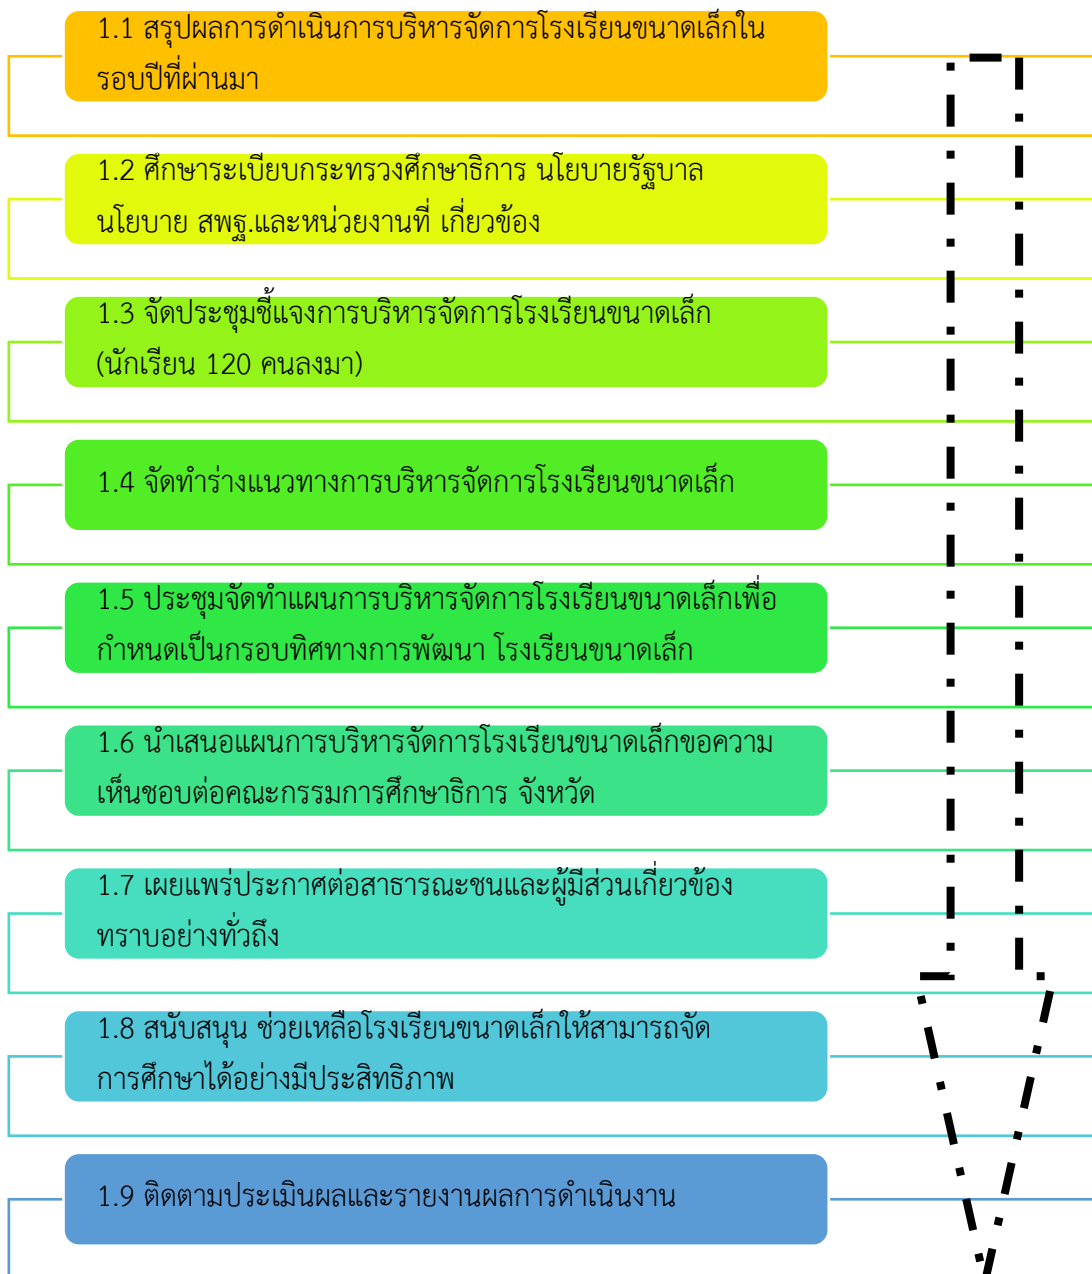 1.1 สรุปผลการดำเนินการบริหารจัดการโรงเรียนขนาดเล็กใน
รอบปีที่ผ่านมา
1.2 ศึกษาระเบียบกระทรวงศึกษาธิการ นโยบายรัฐบาล
นโยบาย สพฐ.และหน่วยงานที่ เกี่ยวข้อง
1.3 จัดประชุมชี้แจงการบริหารจัดการโรงเรียนขนาดเล็ก
(นักเรียน 120 คนลงมา)
1.4 จัดทำร่างแนวทางการบริหารจัดการโรงเรียนขนาดเล็ก
1.5 ประชุมจัดทำแผนการบริหารจัดการโรงเรียนขนาดเล็กเพื่อ
กำหนดเป็นกรอบทิศทางการพัฒนา โรงเรียนขนาดเล็ก
1.6 นำเสนอแผนการบริหารจัดการโรงเรียนขนาดเล็กขอความ
เห็นชอบต่อคณะกรรมการศึกษาธิการ จังหวัด
1.7 เผยแพร่ประกาศต่อสาธารณะชนและผู้มีส่วนเกี่ยวข้อง
ทราบอย่างทั่วถึง
1.8 สนับสนุน ช่วยเหลือโรงเรียนขนาดเล็กให้สามารถจัด
การศึกษาได้อย่างมีประสิทธิภาพ
1.9 ติดตามประเมินผลและรายงานผลการดำเนินงาน